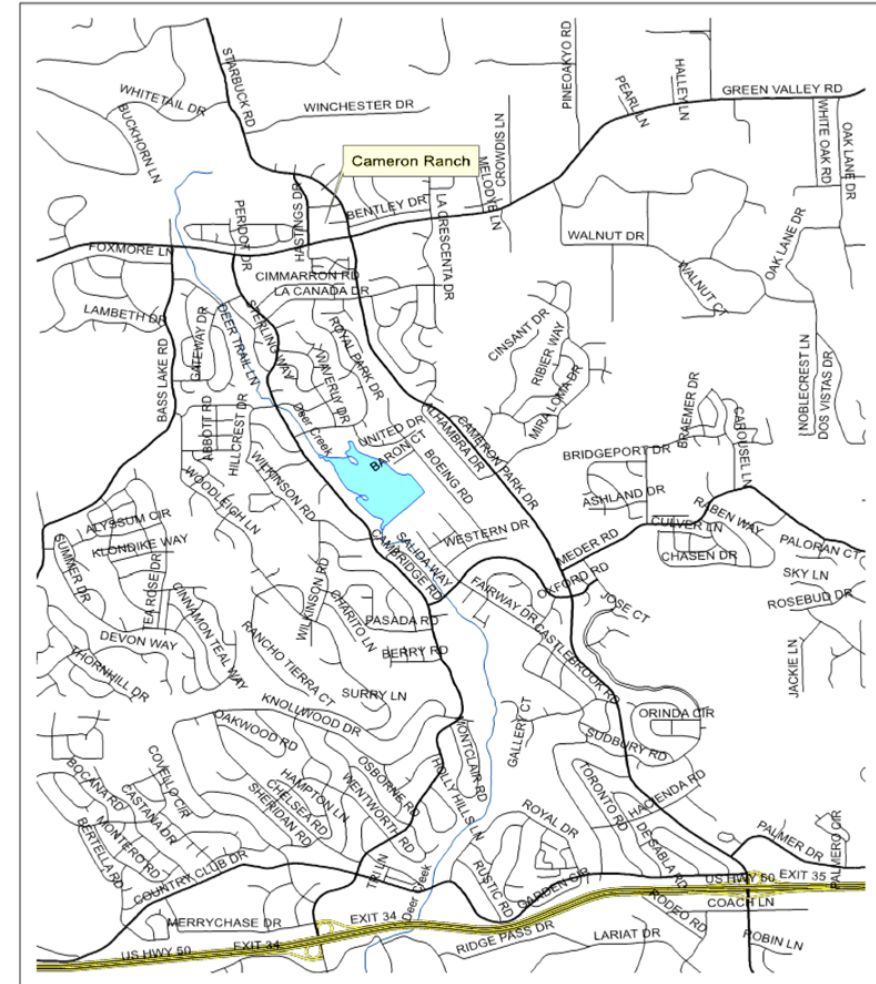 STARBUCK RD
PINEOAKYO RD
HALLEY LN
PEARL LN
GREEN VALLEY RD
WHITETAIL DR
BUCKHORN LN
WINCHESTER DR
WHITE OAK RD
OAK LANE DR
CROWDIS LN
MELODYE LN
Cameron Ranch
HASTINGS DR
BENTLEY DR
LA CRESCENTA DR
PERIDOT DR
FOXMORE LN
WALNUT DR
OAK LANE DR
WALNUT CT
CIMMARRON RD
LA CANADA DR
LAMBETH DR
GATEWAY DR
DEER TRAIL LN
STERLING WAY
ROYAL PARK DR
WAVERLY DR
CINSANT DR
RIBIER WAY
MIRA LOMA DR
NOBLECREST LN
DOS VISTAS DR
BASS LAKE RD
ABBOTT RD
HILLCREST DR
Deer Creek
UNITED DR
BARON CT
ALHAMBRA DR
CAMERON PARK DR
BRAEMER DR
CAROUSEL LN
BRIDGEPORT DR
WILKINSON RD
WOODLEIGH LN
BOEING RD
ASHLAND DR
RABEN WAY
ALYSSUM CIR
KLONDIKE WAY
SUMMER DR
TEAROSE DR
CAMBRIDGE RD
SALIDA WAY
WESTERN DR
MEDER RD
CULVER LN
CHASEN DR
PALORAN CT
SKY LN
ROSEBUD DR
OXFORD RD
JOSE CT
FAIRWAY DR
CASTLEBROOK RD
WILKINSON RD
CHARITO LN
PASADA RD
BERRY RD
CINNAMON TEAL WAY
DEVON WAY
THORNHILL DR
RANCHO TIERRA CT
SURRY LN
JACKIE LN
KNOLLWOOD DR
OAKWOOD RD
MONTCLAIR RD
GALLERY CT
ORINDA CIR
SUDBURY RD
BOCANA RD
COVELLO CIR
CASTANA DR
MONTERO RD
BERTELLA RD
HAMPTON LN
CHELSEA RD
SHERIDAN RD
OSBORNE RD
WENTWORTH RD
HOLLY HILLS LN
TORONTO RD
HACIENDA RD
DE SABLA RD
ROYAL DR
PALMER DR
PALMERO CIR
COUNTRY CLUB DR
TRI LN
Deer Creek
RUSTIC RD
GARDEN CIR
US HWY 50
EXIT 35
RODEO RD
COACH LN
MERRYCHASE DR
EXIT 34
US HWY 50
EXIT 34
RIDGE PASS DR
LARIAT DR
ROBIN LN